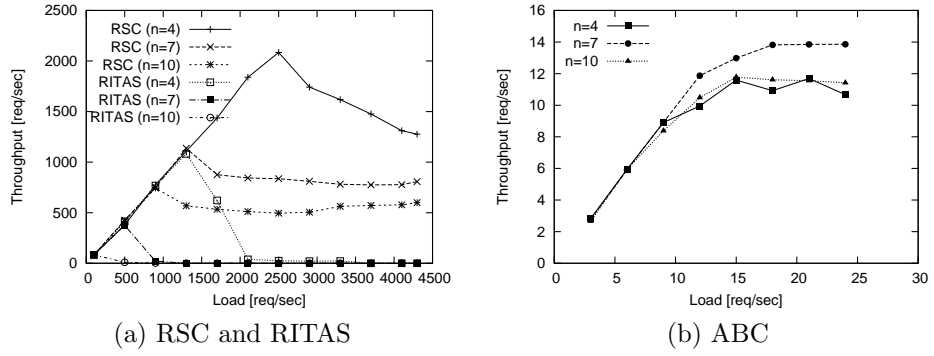 Throughput [req/sec]
2500
2000
1500
1000
500
0
RSC (n=4)
RSC (n=7)
RSC (n=10)
RITAS (n=4)
RITAS (n=7)
RITAS (n=10)
0 500 1000 1500 2000 2500 3000 3500 4000 4500
Load [req/sec]
(a) RSC and RITAS
Throughput [req/sec]
16
14
12
10
8
6
4
2
0
n=4
n=7
n=10
0 5 10 15 20 25 30
Load [req/sec]
(b) ABC